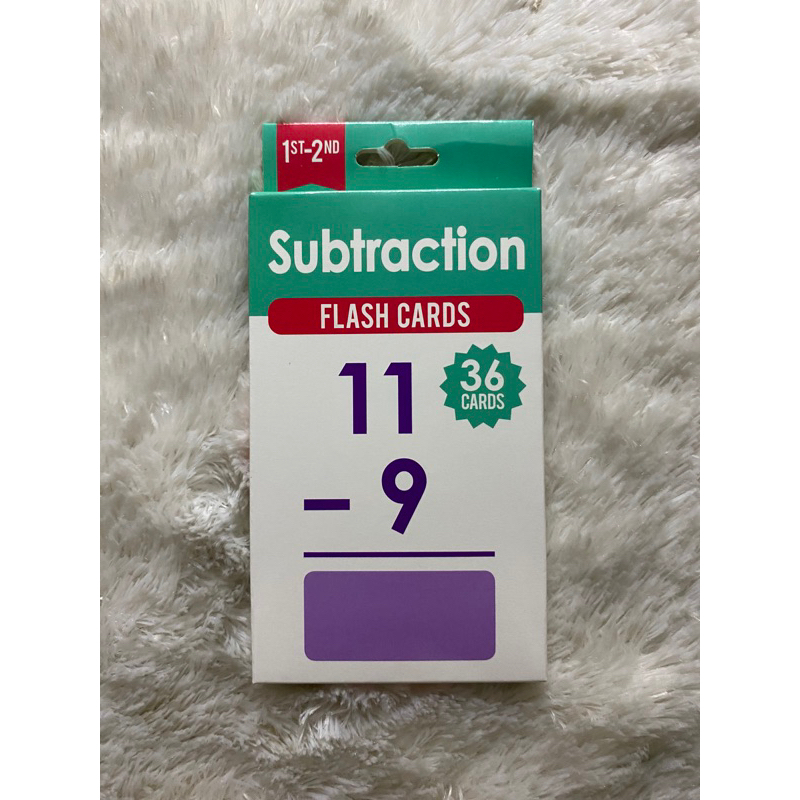 1ST-2ND
Subtraction
FLASH CARDS
11
36
CARDS
– 9